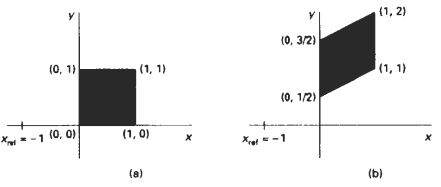 y
(0, 1)
(1, 1)
x_ref = −1
(0, 0)
(1, 0)
x
(a)
y
(1, 2)
(0, 3/2)
(1, 1)
(0, 1/2)
x_ref = −1
x
(b)